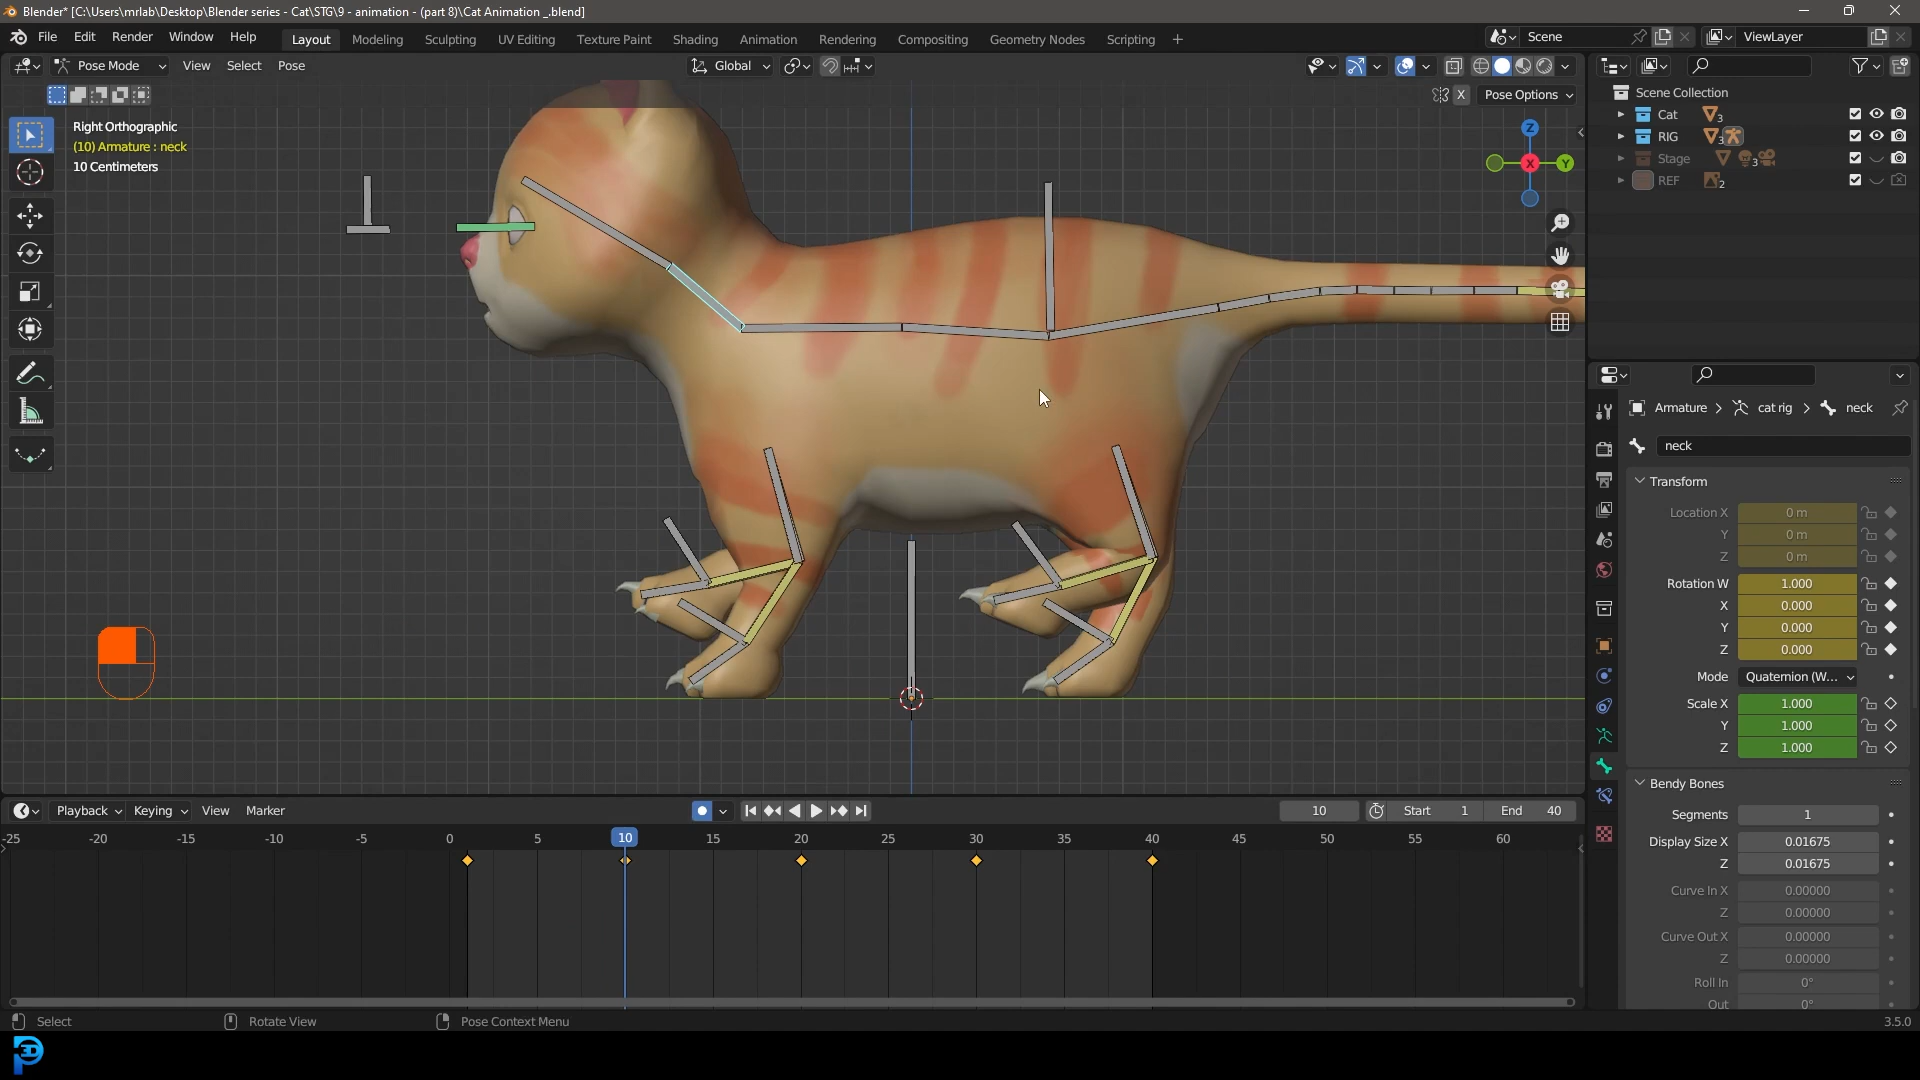 Blender* [C:\Users\mrlab\Desktop\Blender series - Cat\STG\9 - animation - (part 8)\Cat Animation _.blend]
File Edit Render Window Help Layout Modeling Sculpting UV Editing Texture Paint Shading Animation Rendering Compositing Geometry Nodes Scripting + Scene ViewLayer
Pose Mode View Select Pose Global
X Pose Options
Right Orthographic
(10) Armature : neck
10 Centimeters
Z
X Y
Scene Collection
Cat 3
RIG 3
Stage 3
REF 2
Armature > cat rig > neck
neck
Transform
Location X 0 m
Y 0 m
Z 0 m
Rotation W 1.000
X 0.000
Y 0.000
Z 0.000
Mode Quaternion (W...
Scale X 1.000
Y 1.000
Z 1.000
Bendy Bones
Segments 1
Display Size X 0.01675
Z 0.01675
Curve In X 0.00000
Z 0.00000
Curve Out X 0.00000
Z 0.00000
Roll In 0°
Out 0°
Playback Keying View Marker 10 Start 1 End 40
-25 -20 -15 -10 -5 0 5 10 15 20 25 30 35 40 45 50 55 60
Select Rotate View Pose Context Menu 3.5.0
P3D